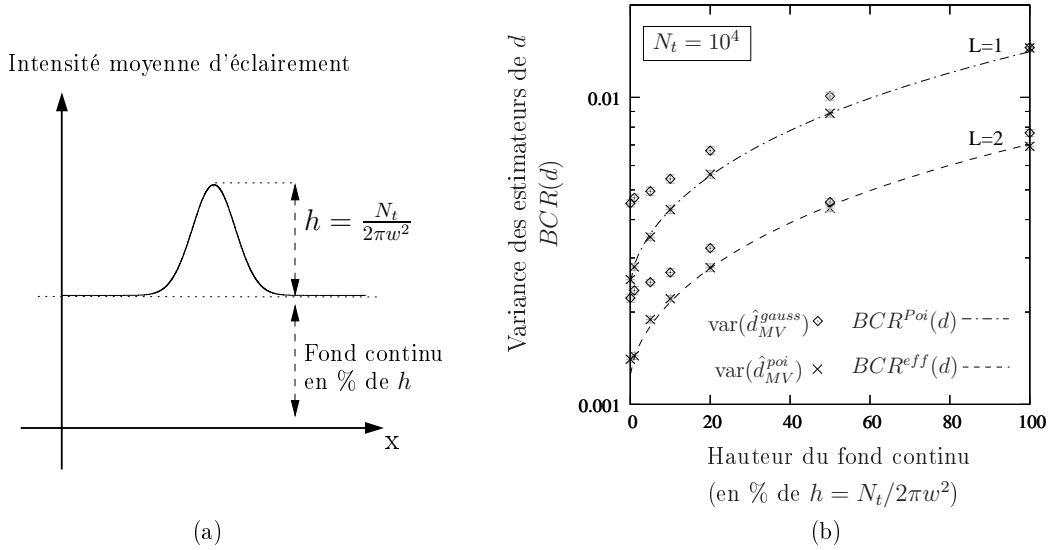 Intensité moyenne d'éclairement
h = N_t / 2πw²
Fond continu
en % de h
x
(a)
Variance des estimateurs de d
BCR(d)
N_t = 10⁴
L=1
L=2
0.01
0.001
var(d̂_MV^gauss) ◇ BCR^Poi(d)
var(d̂_MV^poi) × BCR^eff(d)
0 20 40 60 80 100
Hauteur du fond continu
(en % de h = N_t/2πw²)
(b)